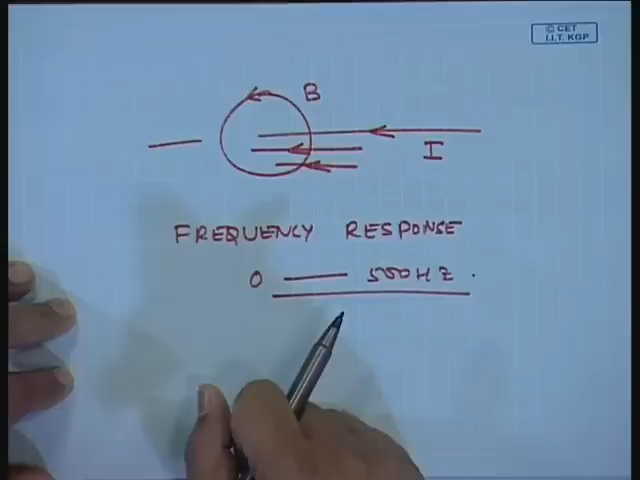 © CET
I.I.T. KGP
B
I
FREQUENCY RESPONSE
0 — 500HZ.